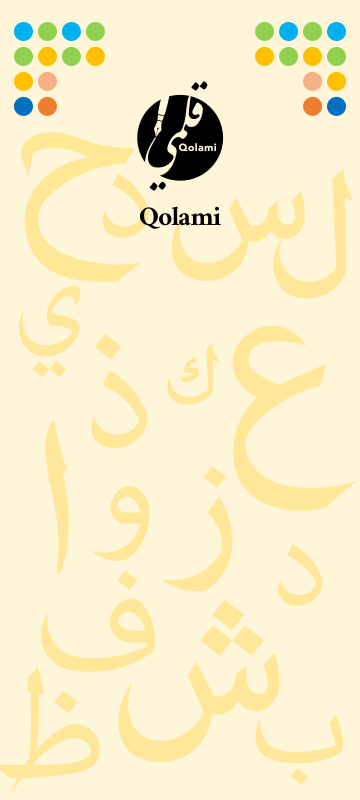 قلمي
Qolami
Qolami
ل س د ح
ع ك ذ ي
ز و ا
د ف
ب ش ظ